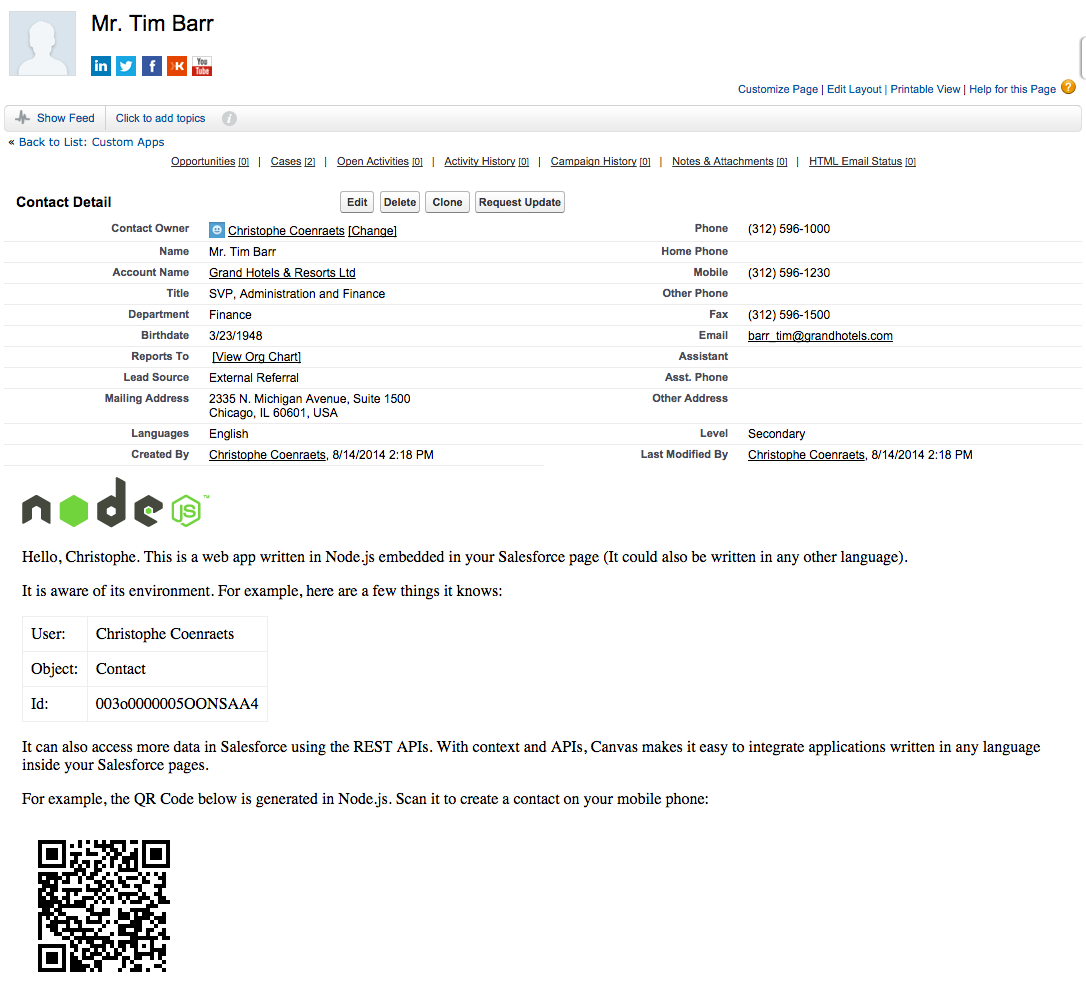 Mr. Tim Barr
in f K You Tube
Customize Page | Edit Layout | Printable View | Help for this Page ?
Show Feed Click to add topics i
« Back to List: Custom Apps
Opportunities [0] | Cases [2] | Open Activities [0] | Activity History [0] | Campaign History [0] | Notes & Attachments [0] | HTML Email Status [0]
Contact Detail Edit Delete Clone Request Update
Contact Owner Christophe Coenraets [Change] Phone (312) 596-1000
Name Mr. Tim Barr Home Phone
Account Name Grand Hotels & Resorts Ltd Mobile (312) 596-1230
Title SVP, Administration and Finance Other Phone
Department Finance Fax (312) 596-1500
Birthdate 3/23/1948 Email barr_tim@grandhotels.com
Reports To [View Org Chart] Assistant
Lead Source External Referral Asst. Phone
Mailing Address 2335 N. Michigan Avenue, Suite 1500 Other Address
Chicago, IL 60601, USA
Languages English Level Secondary
Created By Christophe Coenraets, 8/14/2014 2:18 PM Last Modified By Christophe Coenraets, 8/14/2014 2:18 PM
node JS™
Hello, Christophe. This is a web app written in Node.js embedded in your Salesforce page (It could also be written in any other language).
It is aware of its environment. For example, here are a few things it knows:
User: Christophe Coenraets
Object: Contact
Id: 003o0000005OONSAA4
It can also access more data in Salesforce using the REST APIs. With context and APIs, Canvas makes it easy to integrate applications written in any language
inside your Salesforce pages.
For example, the QR Code below is generated in Node.js. Scan it to create a contact on your mobile phone: